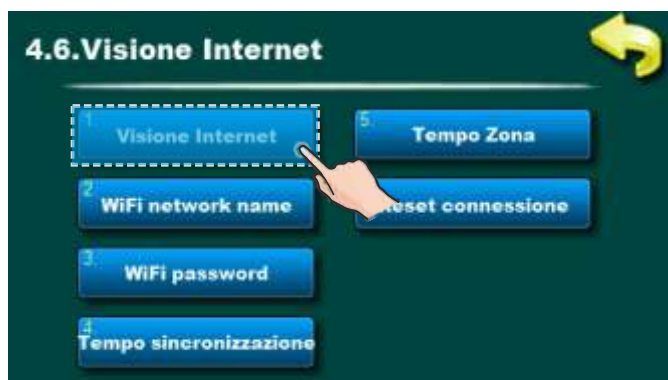 4.6.Visione Internet
1.
Visione Internet
2
WiFi network name
3.
WiFi password
4
Tempo sincronizzazione
5.
Tempo Zona
Reset connessione